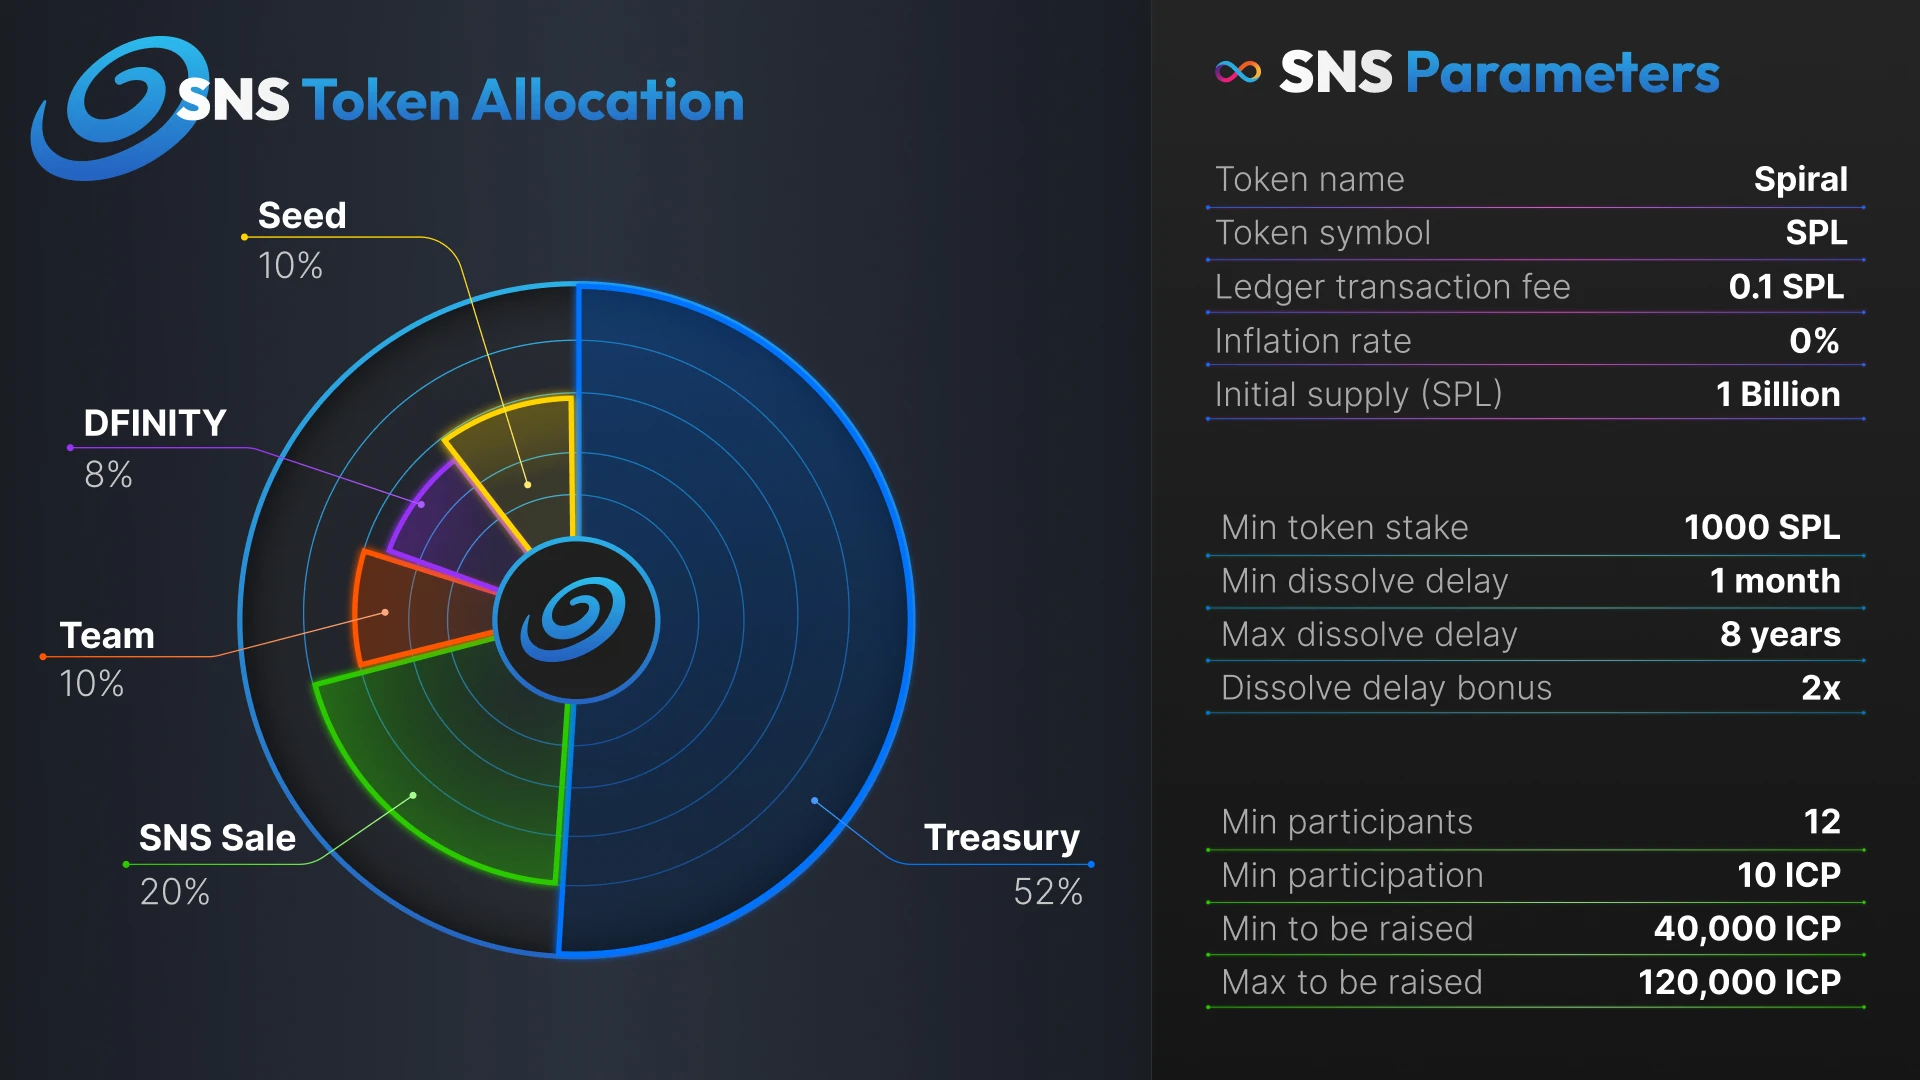 SNS Token Allocation
Seed
10%
DFINITY
8%
Team
10%
SNS Sale
20%
Treasury
52%
SNS Parameters
Token name Spiral
Token symbol SPL
Ledger transaction fee 0.1 SPL
Inflation rate 0%
Initial supply (SPL) 1 Billion
Min token stake 1000 SPL
Min dissolve delay 1 month
Max dissolve delay 8 years
Dissolve delay bonus 2x
Min participants 12
Min participation 10 ICP
Min to be raised 40,000 ICP
Max to be raised 120,000 ICP